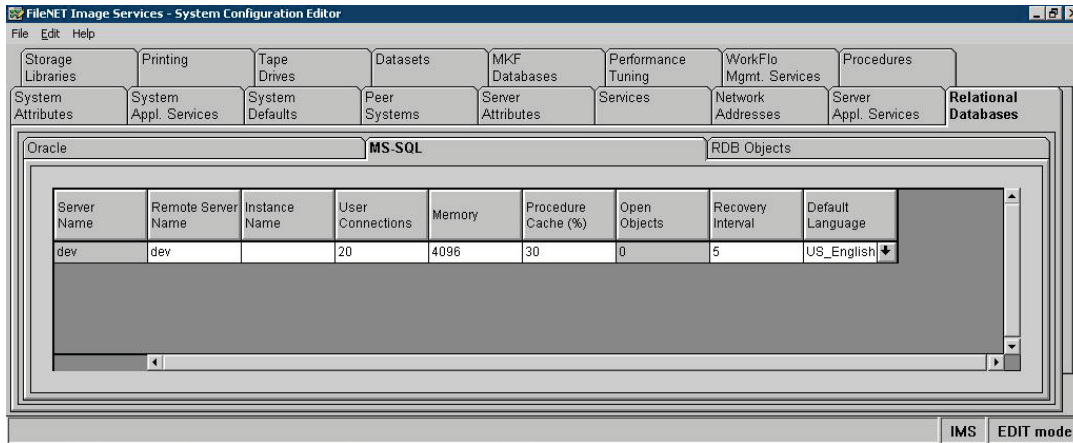 FileNET Image Services - System Configuration Editor
File Edit Help
Storage Libraries
Printing
Tape Drives
Datasets
MKF Databases
Performance Tuning
WorkFlo Mgmt. Services
Procedures
System Attributes
System Appl. Services
System Defaults
Peer Systems
Server Attributes
Services
Network Addresses
Server Appl. Services
Relational Databases
Oracle
MS-SQL
RDB Objects
Server Name
Remote Server Name
Instance Name
User Connections
Memory
Procedure Cache (%)
Open Objects
Recovery Interval
Default Language
dev dev 20 4096 30 0 5 US_English
IMS EDIT mode